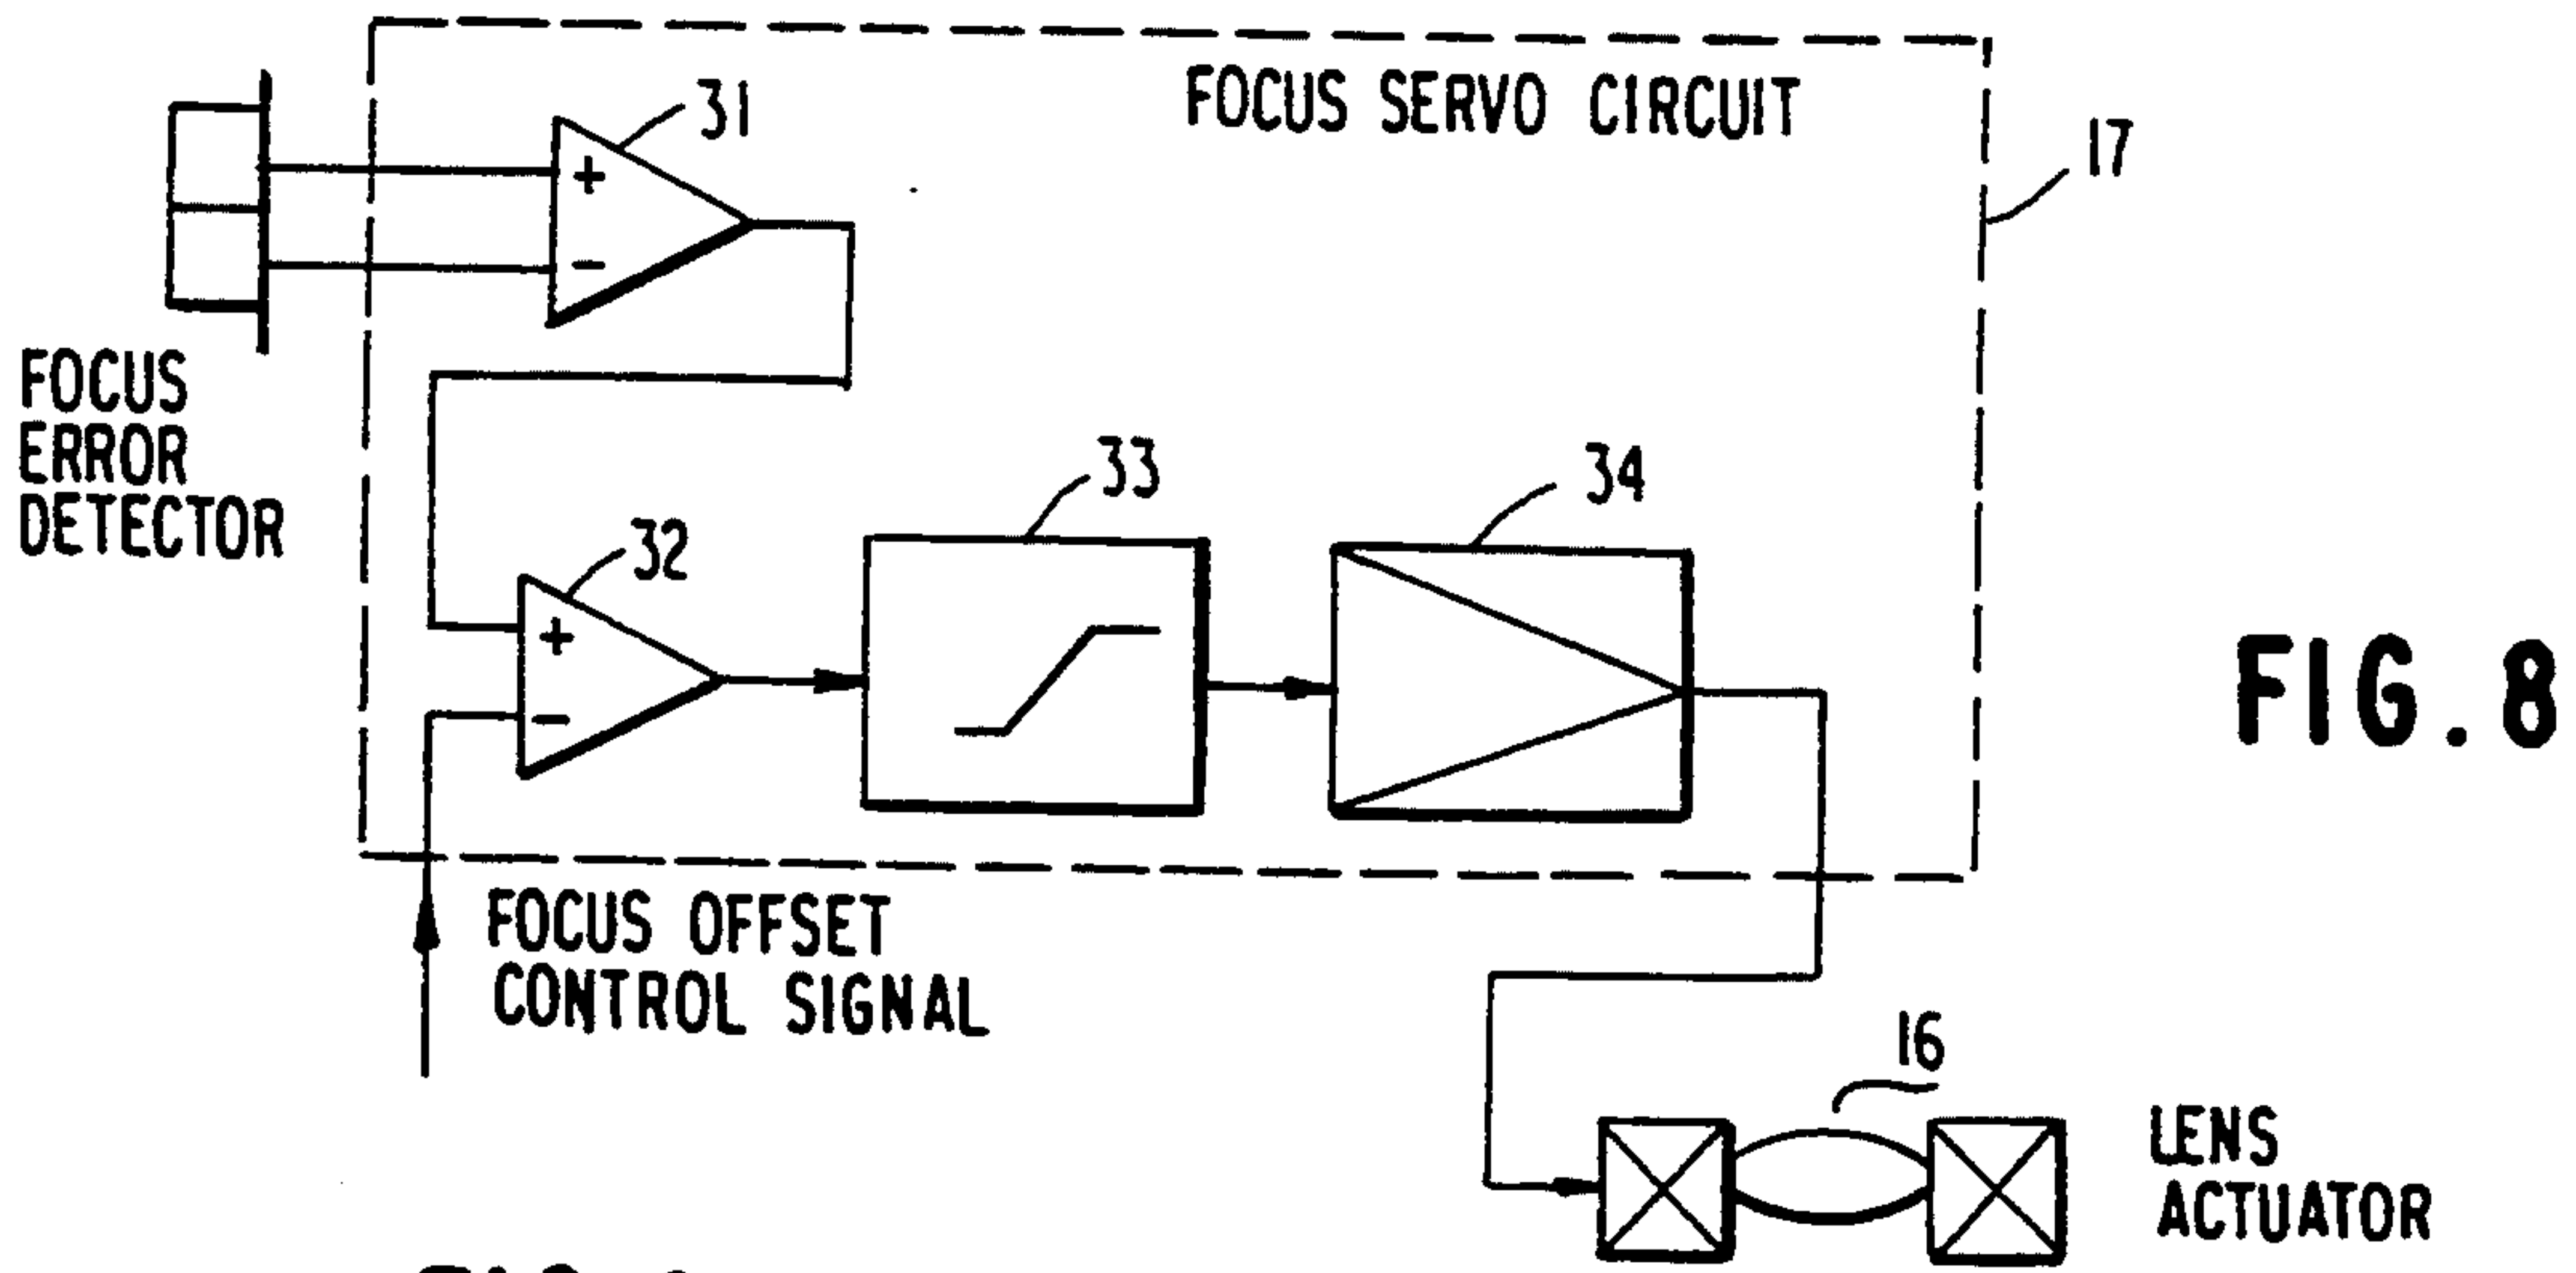 31
FOCUS SERVO CIRCUIT
17
+
-
FOCUS
ERROR
DETECTOR
33
34
32
+
-
FIG. 8
FOCUS OFFSET
CONTROL SIGNAL
16
LENS
ACTUATOR